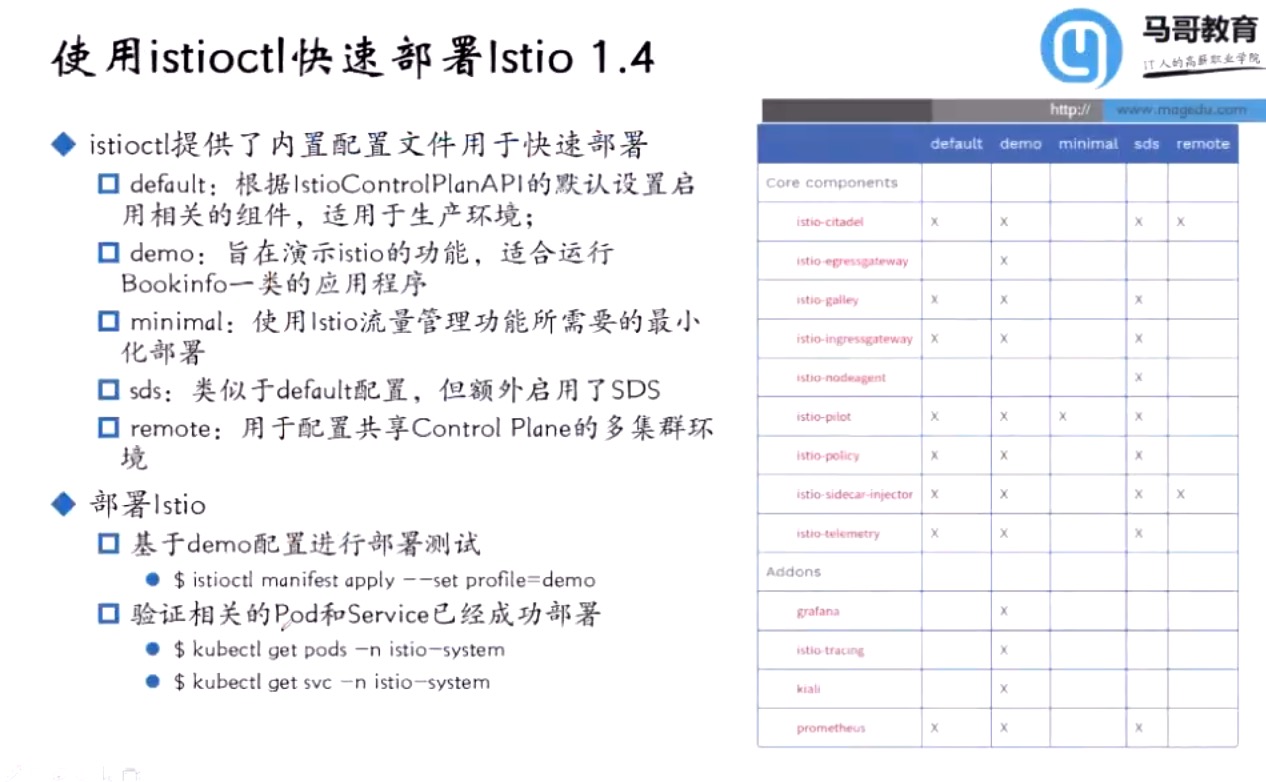 使用istioctl快速部署Istio 1.4
马哥教育
IT人的高薪职业学院
http:// www.magedu.com
istioctl提供了内置配置文件用于快速部署
default：根据IstioControlPlanAPI的默认设置启
用相关的组件，适用于生产环境；
demo：旨在演示istio的功能，适合运行
Bookinfo一类的应用程序
minimal：使用Istio流量管理功能所需要的最小
化部署
sds：类似于default配置，但额外启用了SDS
remote：用于配置共享Control Plane的多集群环
境
部署Istio
基于demo配置进行部署测试
$ istioctl manifest apply --set profile=demo
验证相关的Pod和Service已经成功部署
$ kubectl get pods -n istio-system
$ kubectl get svc -n istio-system
default demo minimal sds remote
Core components
istio-citadel X X X X
istio-egressgateway X
istio-galley X X X
istio-ingressgateway X X X
istio-nodeagent X
istio-pilot X X X X
istio-policy X X X
istio-sidecar-injector X X X X
istio-telemetry X X X
Addons
grafana X
istio-tracing X
kiali X
prometheus X X X